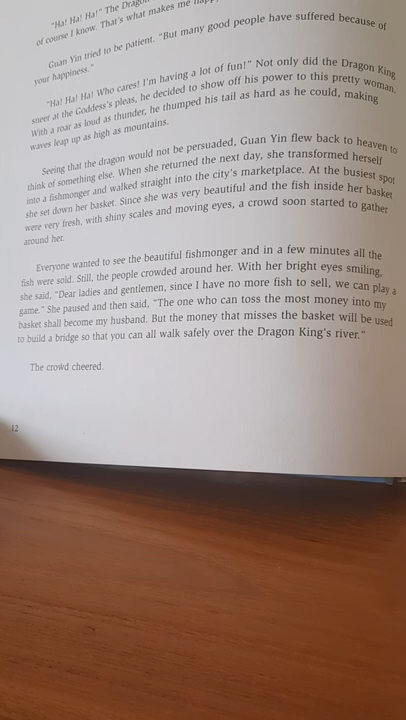 "Ha! Ha! Ha!" The Dragon
of course I know. That's what makes me
Guan Yin tried to be patient. "But many good people have suffered because of
your happiness."
"Ha! Ha! Ha! Who cares! I'm having a lot of fun!" Not only did the Dragon King
sneer at the Goddess's pleas, he decided to show off his power to this pretty woman.
With a roar as loud as thunder, he thumped his tail as hard as he could, making
waves leap up as high as mountains.
Seeing that the dragon would not be persuaded, Guan Yin flew back to heaven to
think of something else. When she returned the next day, she transformed herself
into a fishmonger and walked straight into the city's marketplace. At the busiest spot
she set down her basket. Since she was very beautiful and the fish inside her basket
were very fresh, with shiny scales and moving eyes, a crowd soon started to gather
around her.
Everyone wanted to see the beautiful fishmonger and in a few minutes all the
fish were sold. Still, the people crowded around her. With her bright eyes smiling,
she said, "Dear ladies and gentlemen, since I have no more fish to sell, we can play a
game." She paused and then said, "The one who can toss the most money into my
basket shall become my husband. But the money that misses the basket will be used
to build a bridge so that you can all walk safely over the Dragon King's river."
The crowd cheered.
12